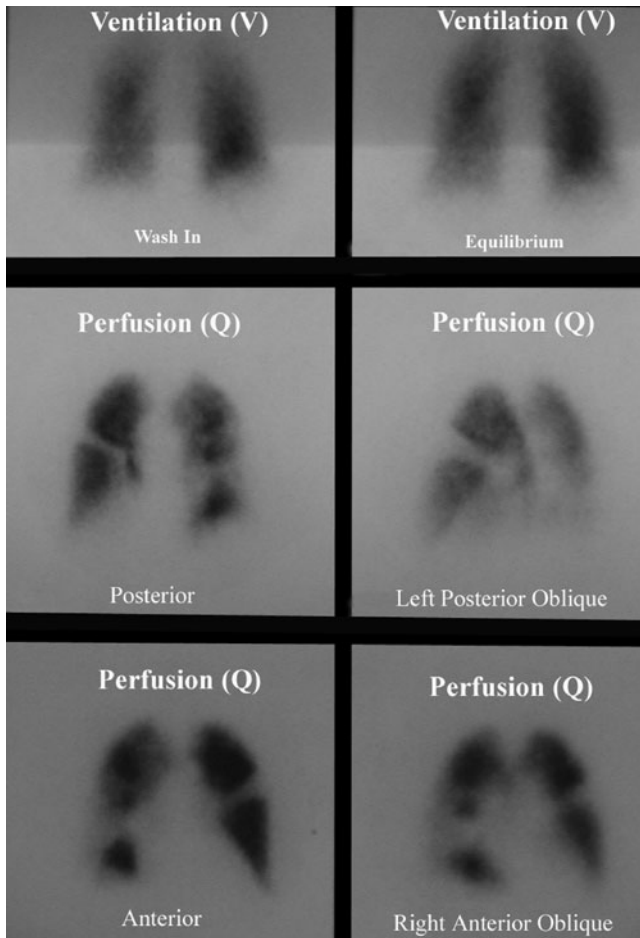 Ventilation (V)
Ventilation (V)
Wash In
Equilibrium
Perfusion (Q)
Perfusion (Q)
Posterior
Left Posterior Oblique
Perfusion (Q)
Perfusion (Q)
Anterior
Right Anterior Oblique